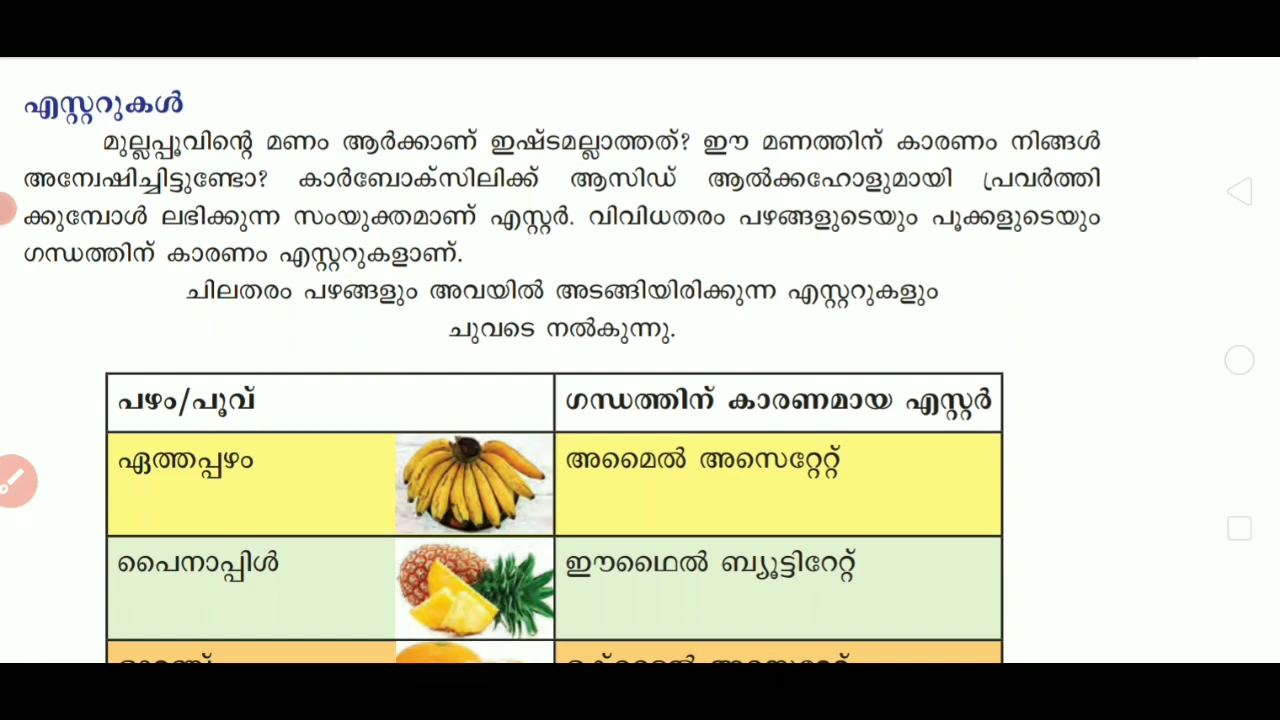 എസ്റ്ററുകൾ
മുല്ലപ്പൂവിന്റെ മണം ആർക്കാണ് ഇഷ്ടമല്ലാത്തത്? ഈ മണത്തിന് കാരണം നിങ്ങൾ
അന്വേഷിച്ചിട്ടുണ്ടോ? കാർബോക്സിലിക്ക് ആസിഡ് ആൽക്കഹോളുമായി പ്രവർത്തി
ക്കുമ്പോൾ ലഭിക്കുന്ന സംയുക്തമാണ് എസ്റ്റർ. വിവിധതരം പഴങ്ങളുടെയും പൂക്കളുടെയും
ഗന്ധത്തിന് കാരണം എസ്റ്ററുകളാണ്.
ചിലതരം പഴങ്ങളും അവയിൽ അടങ്ങിയിരിക്കുന്ന എസ്റ്ററുകളും
ചുവടെ നൽകുന്നു.
പഴം/പൂവ് ഗന്ധത്തിന് കാരണമായ എസ്റ്റർ
ഏത്തപ്പഴം അമൈൽ അസെറ്റേറ്റ്
പൈനാപ്പിൾ ഈഥൈൽ ബ്യൂട്ടിറേറ്റ്